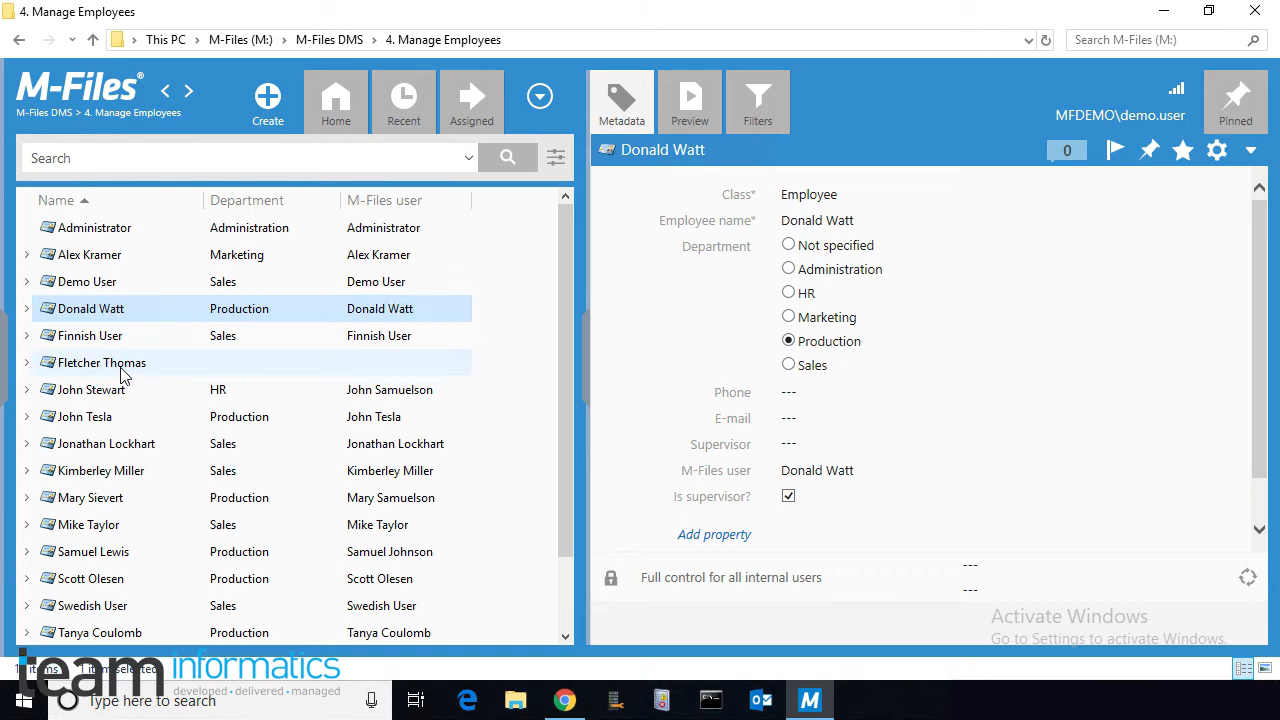 4. Manage Employees
This PC M-Files (M:) M-Files DMS 4. Manage Employees
Search M-Files (M:)
M-Files®
M-Files DMS > 4. Manage Employees
Create
Home
Recent
Assigned
Metadata
Preview
Filters
MFDEMO\demo.user
Pinned
Search
Donald Watt
0
Name Department M-Files user
Administrator Administration Administrator
Alex Kramer Marketing Alex Kramer
Demo User Sales Demo User
Donald Watt Production Donald Watt
Finnish User Sales Finnish User
Fletcher Thomas
John Stewart HR John Samuelson
John Tesla Production John Tesla
Jonathan Lockhart Sales Jonathan Lockhart
Kimberley Miller Sales Kimberley Miller
Mary Sievert Production Mary Samuelson
Mike Taylor Sales Mike Taylor
Samuel Lewis Production Samuel Johnson
Scott Olesen Production Scott Olesen
Swedish User Sales Swedish User
Tanya Coulomb Production Tanya Coulomb
Class* Employee
Employee name* Donald Watt
Department Not specified
Administration
HR
Marketing
Production
Sales
Phone ---
E-mail ---
Supervisor ---
M-Files user Donald Watt
Is supervisor?
Add property
Full control for all internal users
---
---
Activate Windows
Go to Settings to activate Windows.
items 1 item selected
team informatics
developed • delivered • managed
Type here to search